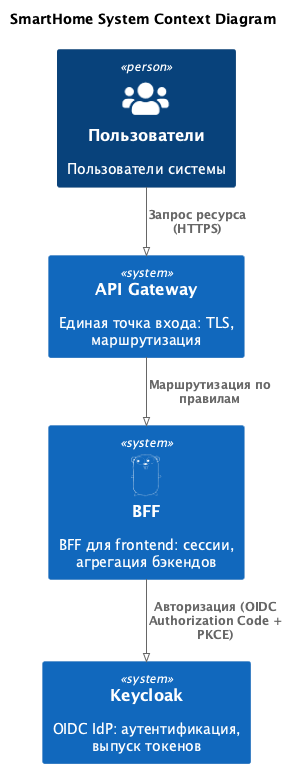 SmartHome System Context Diagram
«person»
Пользователи
Пользователи системы
Запрос ресурса
(HTTPS)
«system»
API Gateway
Единая точка входа: TLS,
маршрутизация
Маршрутизация по
правилам
«system»
BFF
BFF для frontend: сессии,
агрегация бэкендов
Авторизация (OIDC
Authorization Code +
PKCE)
«system»
Keycloak
OIDC IdP: аутентификация,
выпуск токенов